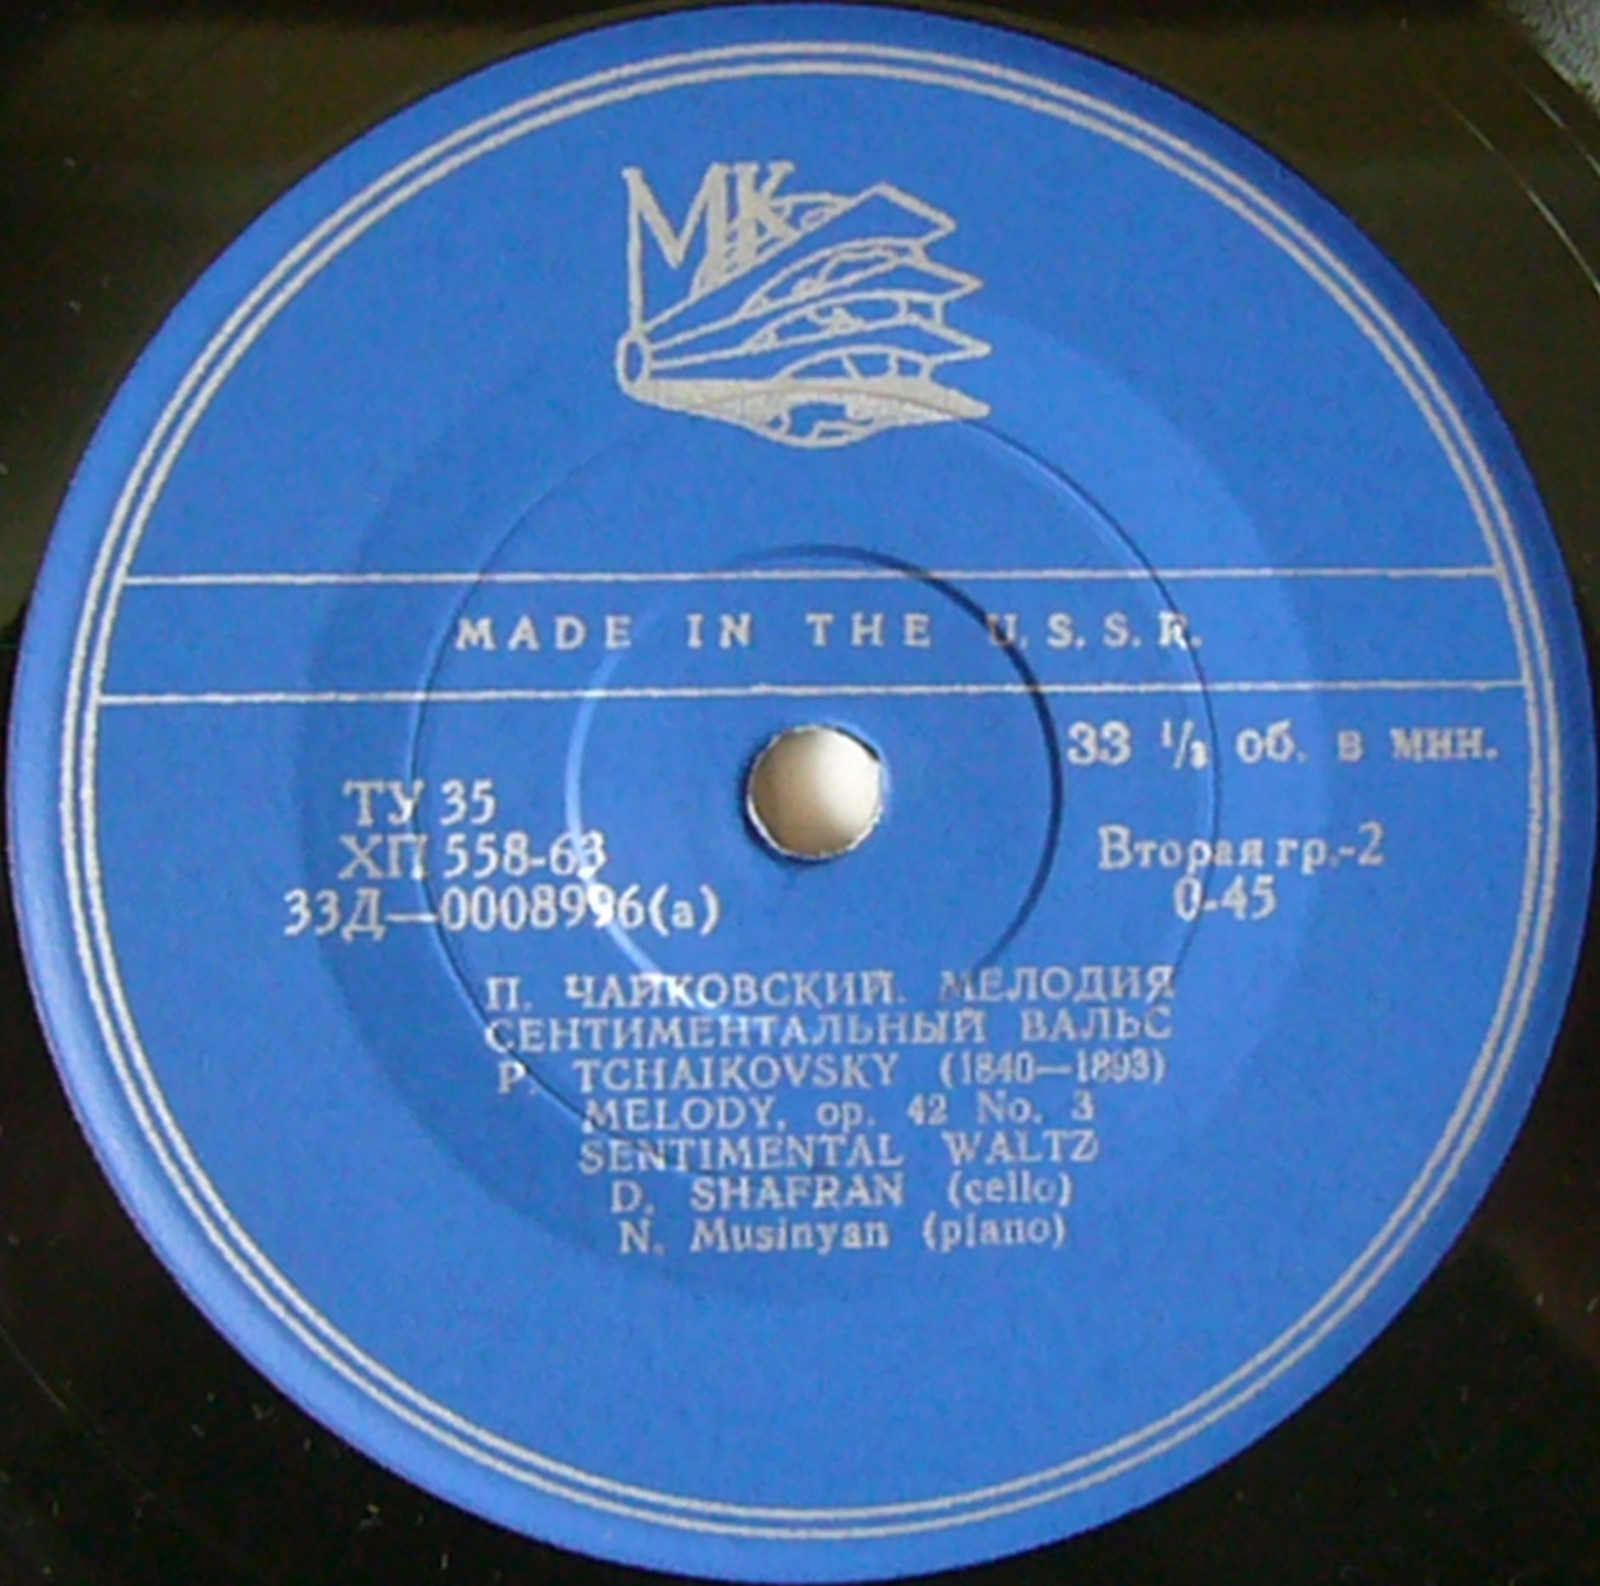 МК
MADE IN THE U.S.S.R.
33 1/3 об. в мин.
ТУ 35
ХП 558-63
33Д—0008996(а)
Вторая гр.-2
0-45
П. ЧАЙКОВСКИЙ. МЕЛОДИЯ
СЕНТИМЕНТАЛЬНЫЙ ВАЛЬС
P. TCHAIKOVSKY (1840—1893)
MELODY, op. 42 No. 3
SENTIMENTAL WALTZ
D. SHAFRAN (cello)
N. Musinyan (piano)